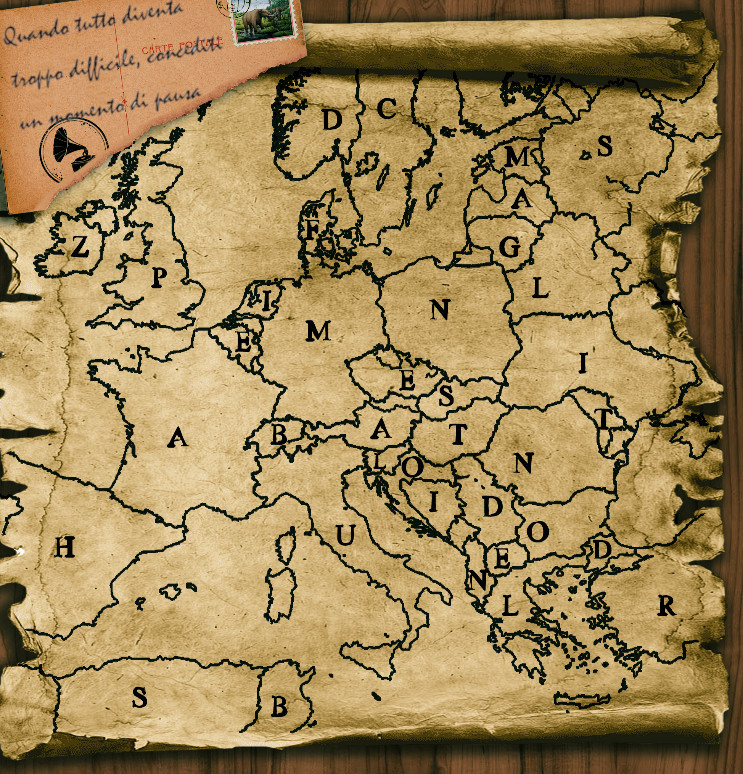 Quando tutto diventa
CARTE POSTALE
troppo difficile, concediti
un momento di pausa
D C
M S
A
F
Z G
P I L
N
M
E I
E S
A B A T T
N
L O
I D
H U O
E D
N
L R
S B